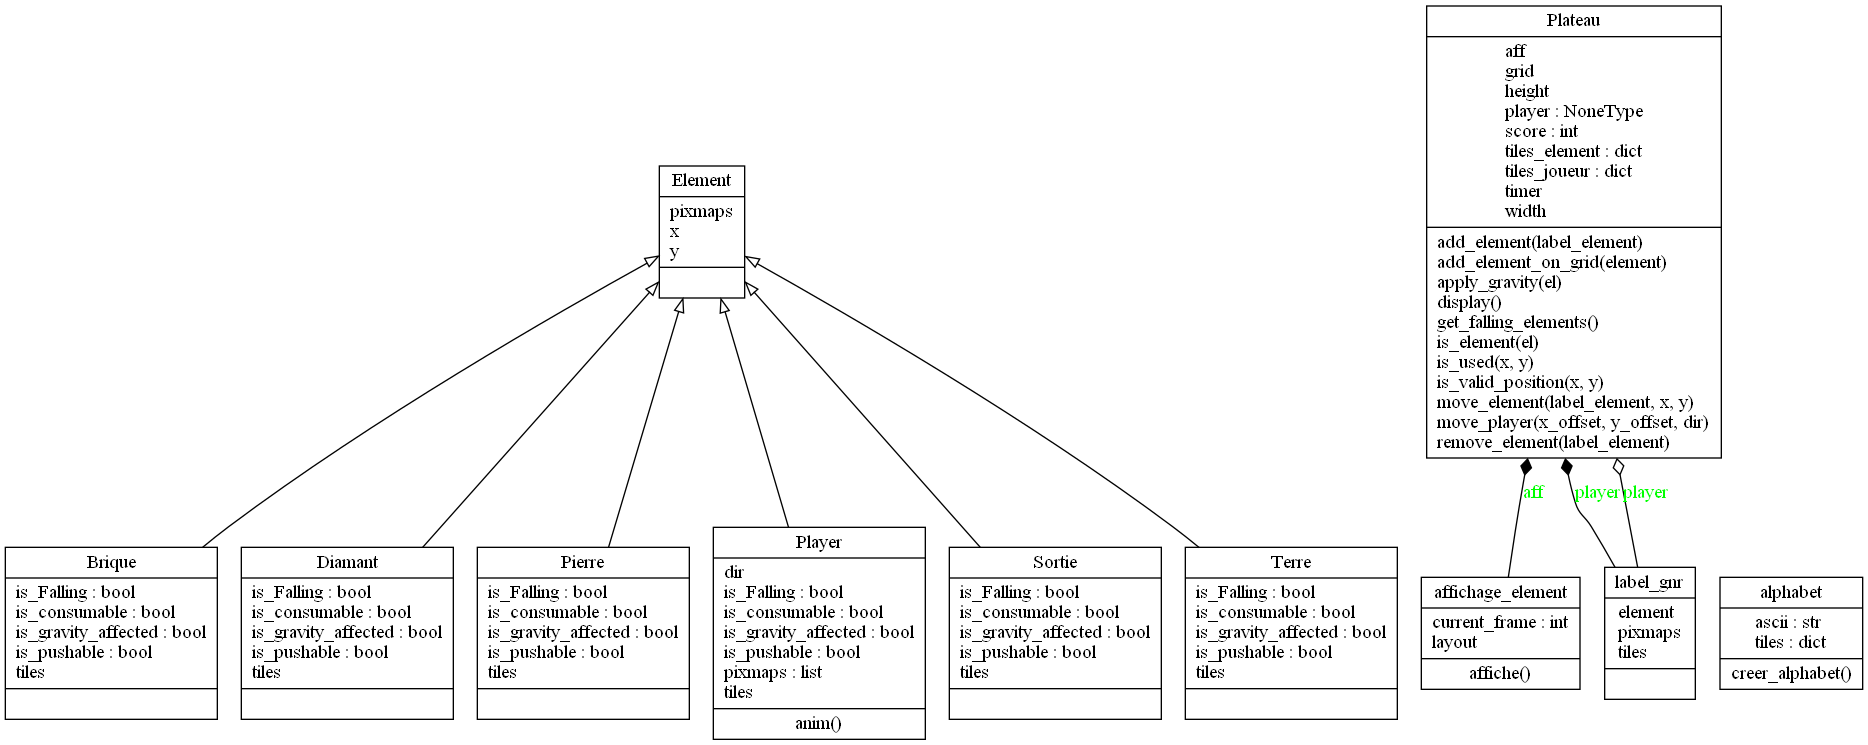 Plateau
aff
grid
height
player : NoneType
score : int
tiles_element : dict
tiles_joueur : dict
timer
width
add_element(label_element)
add_element_on_grid(element)
apply_gravity(el)
display()
get_falling_elements()
is_element(el)
is_used(x, y)
is_valid_position(x, y)
move_element(label_element, x, y)
move_player(x_offset, y_offset, dir)
remove_element(label_element)
Element
pixmaps
x
y
aff
player
player
Brique
is_Falling : bool
is_consumable : bool
is_gravity_affected : bool
is_pushable : bool
tiles
Diamant
is_Falling : bool
is_consumable : bool
is_gravity_affected : bool
is_pushable : bool
tiles
Pierre
is_Falling : bool
is_consumable : bool
is_gravity_affected : bool
is_pushable : bool
tiles
Player
dir
is_Falling : bool
is_consumable : bool
is_gravity_affected : bool
is_pushable : bool
pixmaps : list
tiles
anim()
Sortie
is_Falling : bool
is_consumable : bool
is_gravity_affected : bool
is_pushable : bool
tiles
Terre
is_Falling : bool
is_consumable : bool
is_gravity_affected : bool
is_pushable : bool
tiles
affichage_element
current_frame : int
layout
affiche()
label_gnr
element
pixmaps
tiles
alphabet
ascii : str
tiles : dict
creer_alphabet()